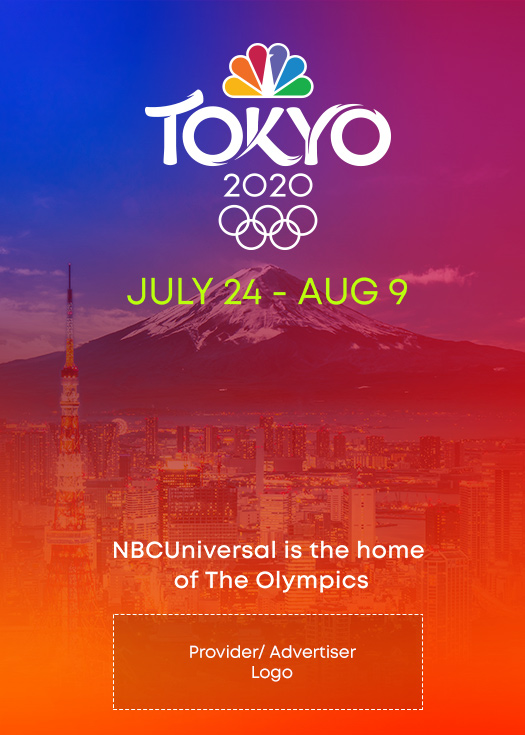 TOKYO
2020
JULY 24 - AUG 9
NBCUniversal is the home
of The Olympics
Provider/ Advertiser
Logo